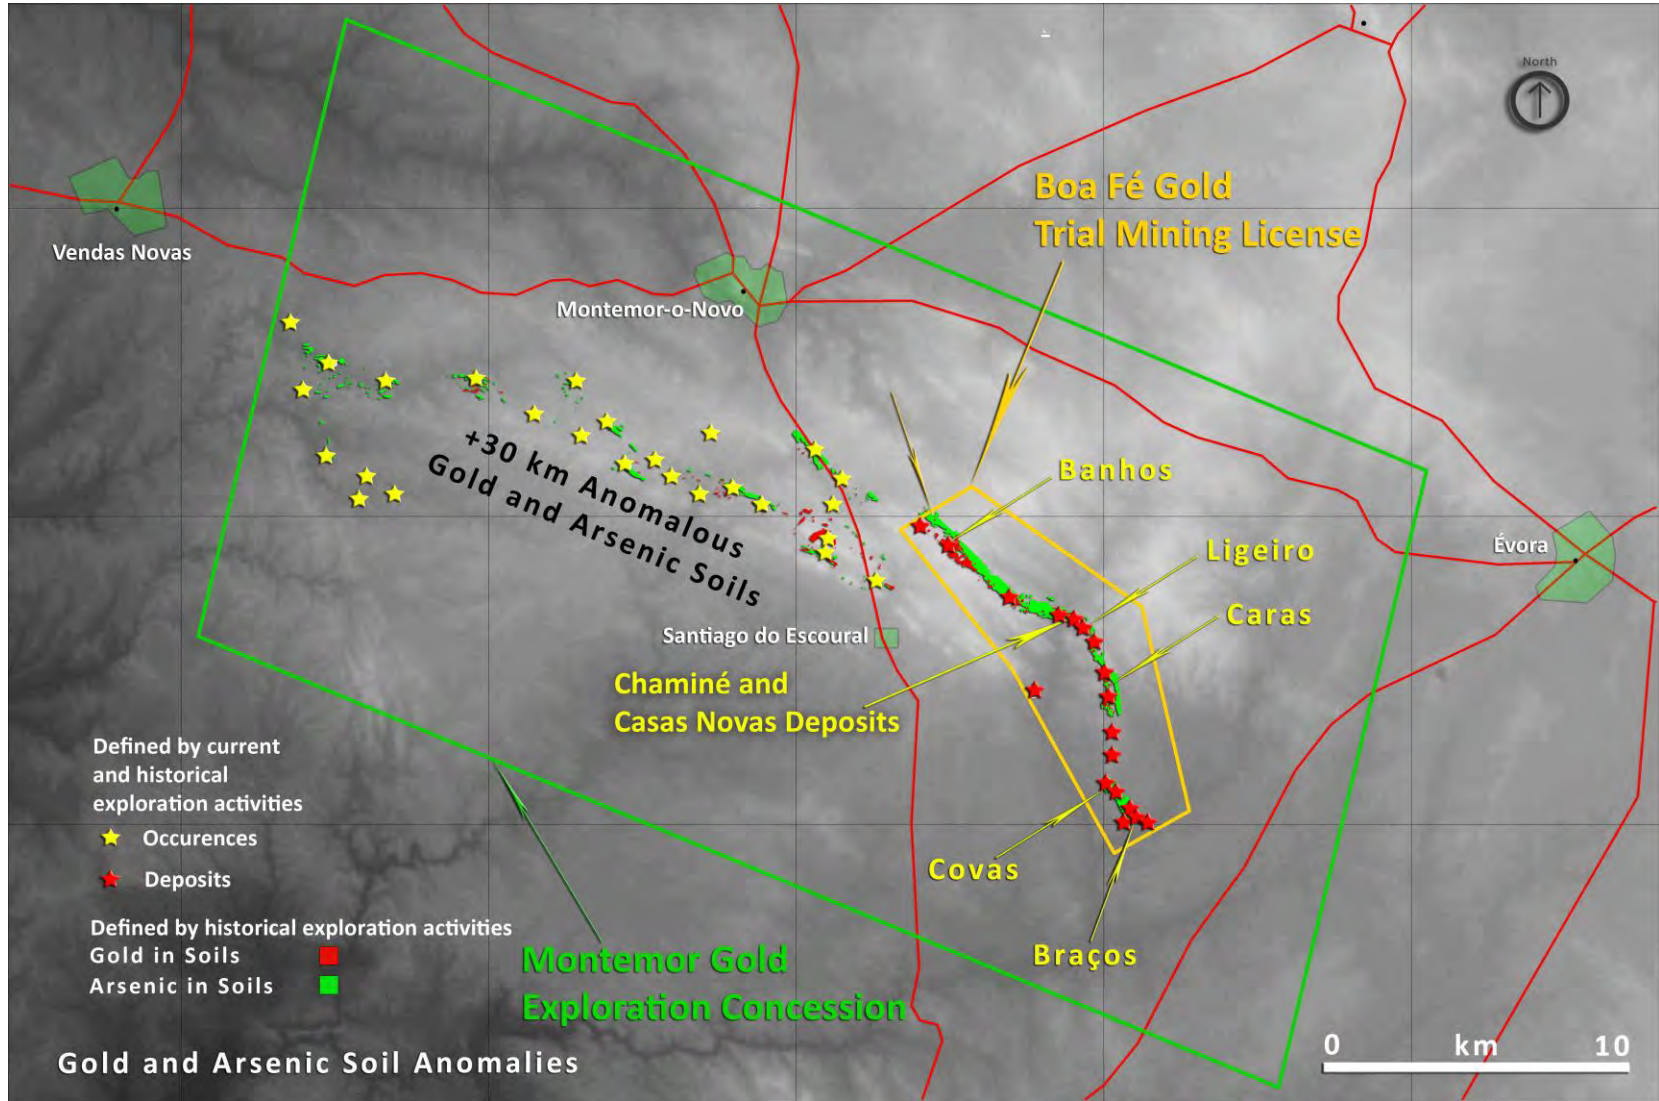 North
Boa Fé Gold
Trial Mining License
Vendas Novas
Montemor-o-Novo
+30 km Anomalous
Gold and Arsenic Soils
Banhos
Ligeiro
Évora
Caras
Santiago do Escoural
Chaminé and
Casas Novas Deposits
Defined by current
and historical
exploration activities
Occurences
Deposits
Covas
Defined by historical exploration activities
Gold in Soils
Arsenic in Soils
Braços
Montemor Gold
Exploration Concession
0 km 10
Gold and Arsenic Soil Anomalies